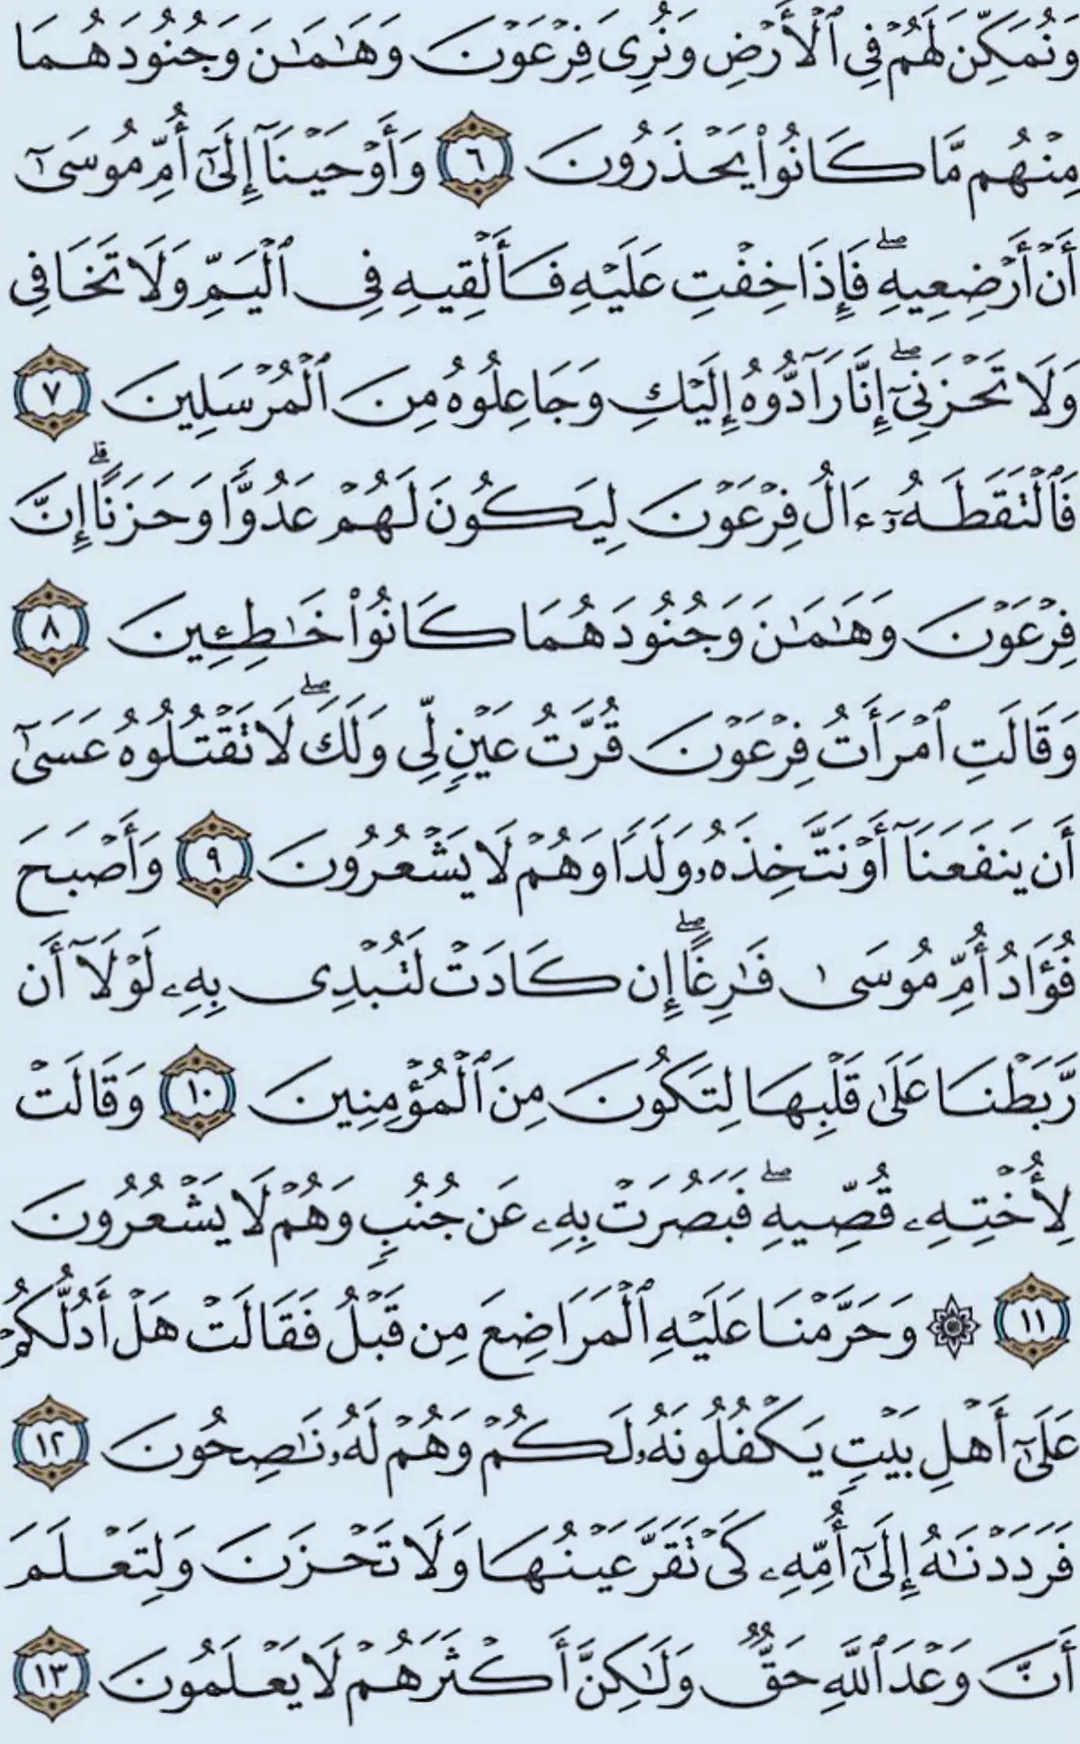 وَنُمَكِّنَ لَهُمْ فِي ٱلْأَرْضِ وَنُرِيَ فِرْعَوْنَ وَهَٰمَٰنَ وَجُنُودَهُمَا
مِنْهُم مَّا كَانُوا۟ يَحْذَرُونَ ٦ وَأَوْحَيْنَآ إِلَىٰٓ أُمِّ مُوسَىٰٓ
أَنْ أَرْضِعِيهِ ۖ فَإِذَا خِفْتِ عَلَيْهِ فَأَلْقِيهِ فِي ٱلْيَمِّ وَلَا تَخَافِي
وَلَا تَحْزَنِيٓ ۖ إِنَّا رَآدُّوهُ إِلَيْكِ وَجَاعِلُوهُ مِنَ ٱلْمُرْسَلِينَ ٧
فَٱلْتَقَطَهُۥٓ ءَالُ فِرْعَوْنَ لِيَكُونَ لَهُمْ عَدُوًّا وَحَزَنًا ۗ إِنَّ
فِرْعَوْنَ وَهَٰمَٰنَ وَجُنُودَهُمَا كَانُوا۟ خَٰطِـِٔينَ ٨
وَقَالَتِ ٱمْرَأَتُ فِرْعَوْنَ قُرَّتُ عَيْنٍ لِّي وَلَكَ ۖ لَا تَقْتُلُوهُ عَسَىٰٓ
أَن يَنفَعَنَآ أَوْ نَتَّخِذَهُۥ وَلَدًا وَهُمْ لَا يَشْعُرُونَ ٩ وَأَصْبَحَ
فُؤَادُ أُمِّ مُوسَىٰ فَٰرِغًا ۖ إِن كَادَتْ لَتُبْدِي بِهِۦ لَوْلَآ أَن
رَّبَطْنَا عَلَىٰ قَلْبِهَا لِتَكُونَ مِنَ ٱلْمُؤْمِنِينَ ١٠ وَقَالَتْ
لِأُخْتِهِۦ قُصِّيهِ ۖ فَبَصُرَتْ بِهِۦ عَن جُنُبٍ وَهُمْ لَا يَشْعُرُونَ
١١ ۞ وَحَرَّمْنَا عَلَيْهِ ٱلْمَرَاضِعَ مِن قَبْلُ فَقَالَتْ هَلْ أَدُلُّكُمْ
عَلَىٰٓ أَهْلِ بَيْتٍ يَكْفُلُونَهُۥ لَكُمْ وَهُمْ لَهُۥ نَٰصِحُونَ ١٢
فَرَدَدْنَٰهُ إِلَىٰٓ أُمِّهِۦ كَيْ تَقَرَّ عَيْنُهَا وَلَا تَحْزَنَ وَلِتَعْلَمَ
أَنَّ وَعْدَ ٱللَّهِ حَقٌّ وَلَٰكِنَّ أَكْثَرَهُمْ لَا يَعْلَمُونَ ١٣